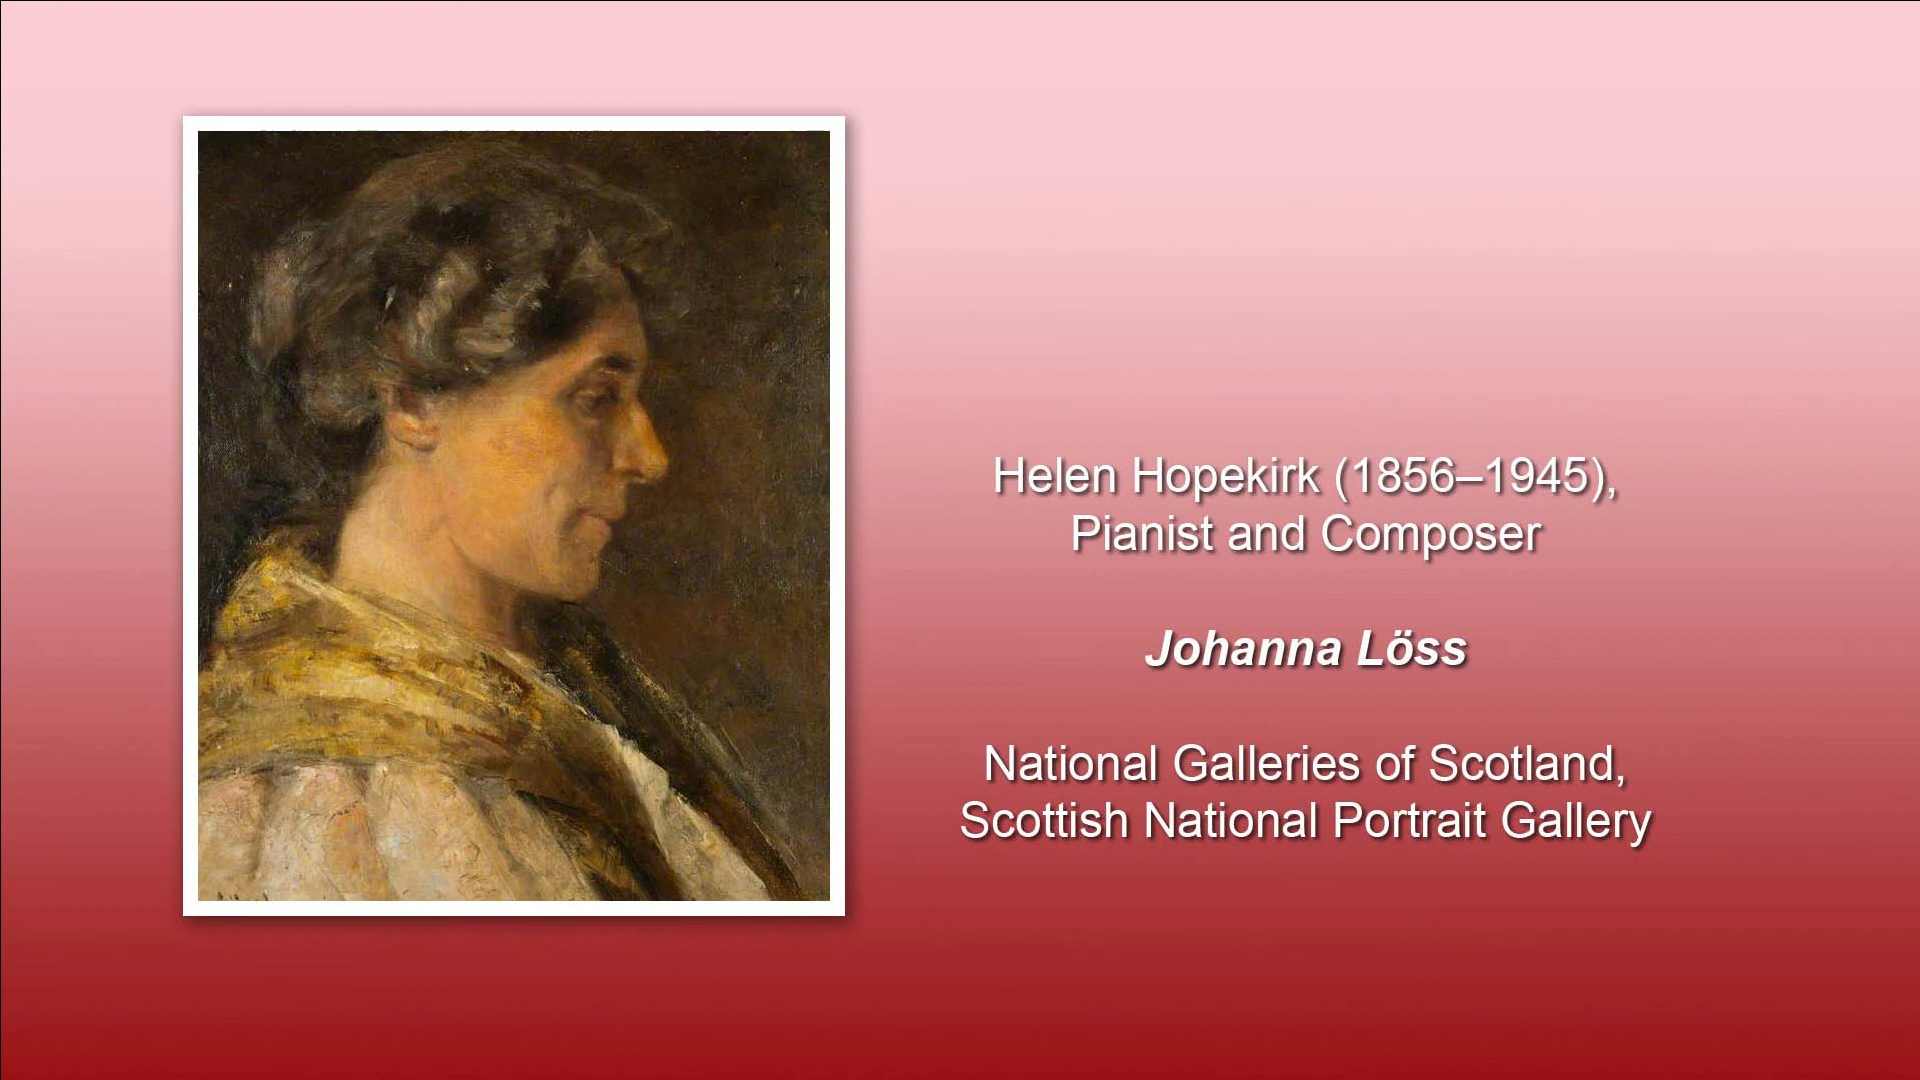 Helen Hopekirk (1856–1945),
Pianist and Composer
Johanna Löss
National Galleries of Scotland,
Scottish National Portrait Gallery